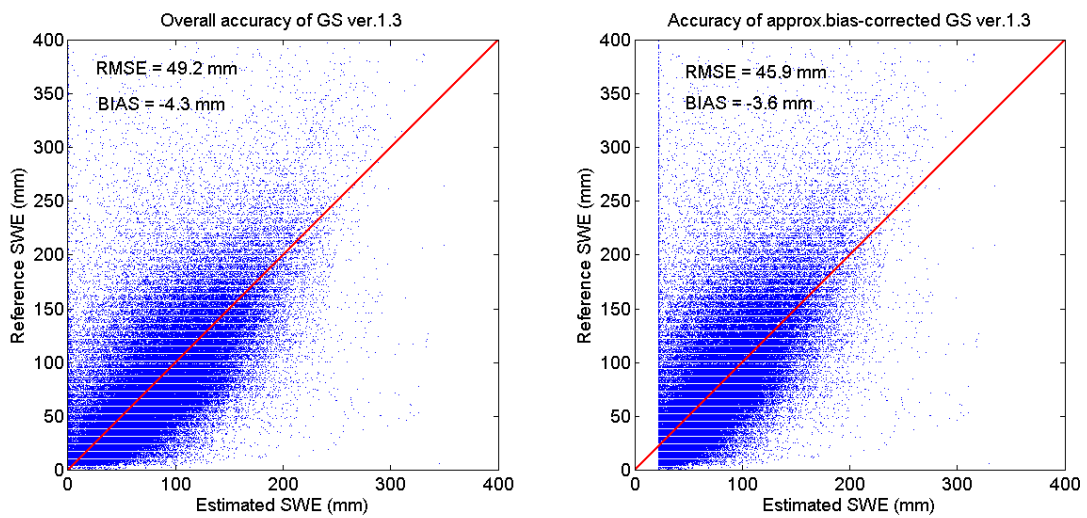 Overall accuracy of GS ver.1.3
RMSE = 49.2 mm
BIAS = -4.3 mm
400
350
300
250
200
150
100
50
0
0 100 200 300 400
Reference SWE (mm)
Estimated SWE (mm)
Accuracy of approx.bias-corrected GS ver.1.3
RMSE = 45.9 mm
BIAS = -3.6 mm
400
350
300
250
200
150
100
50
0
0 100 200 300 400
Reference SWE (mm)
Estimated SWE (mm)